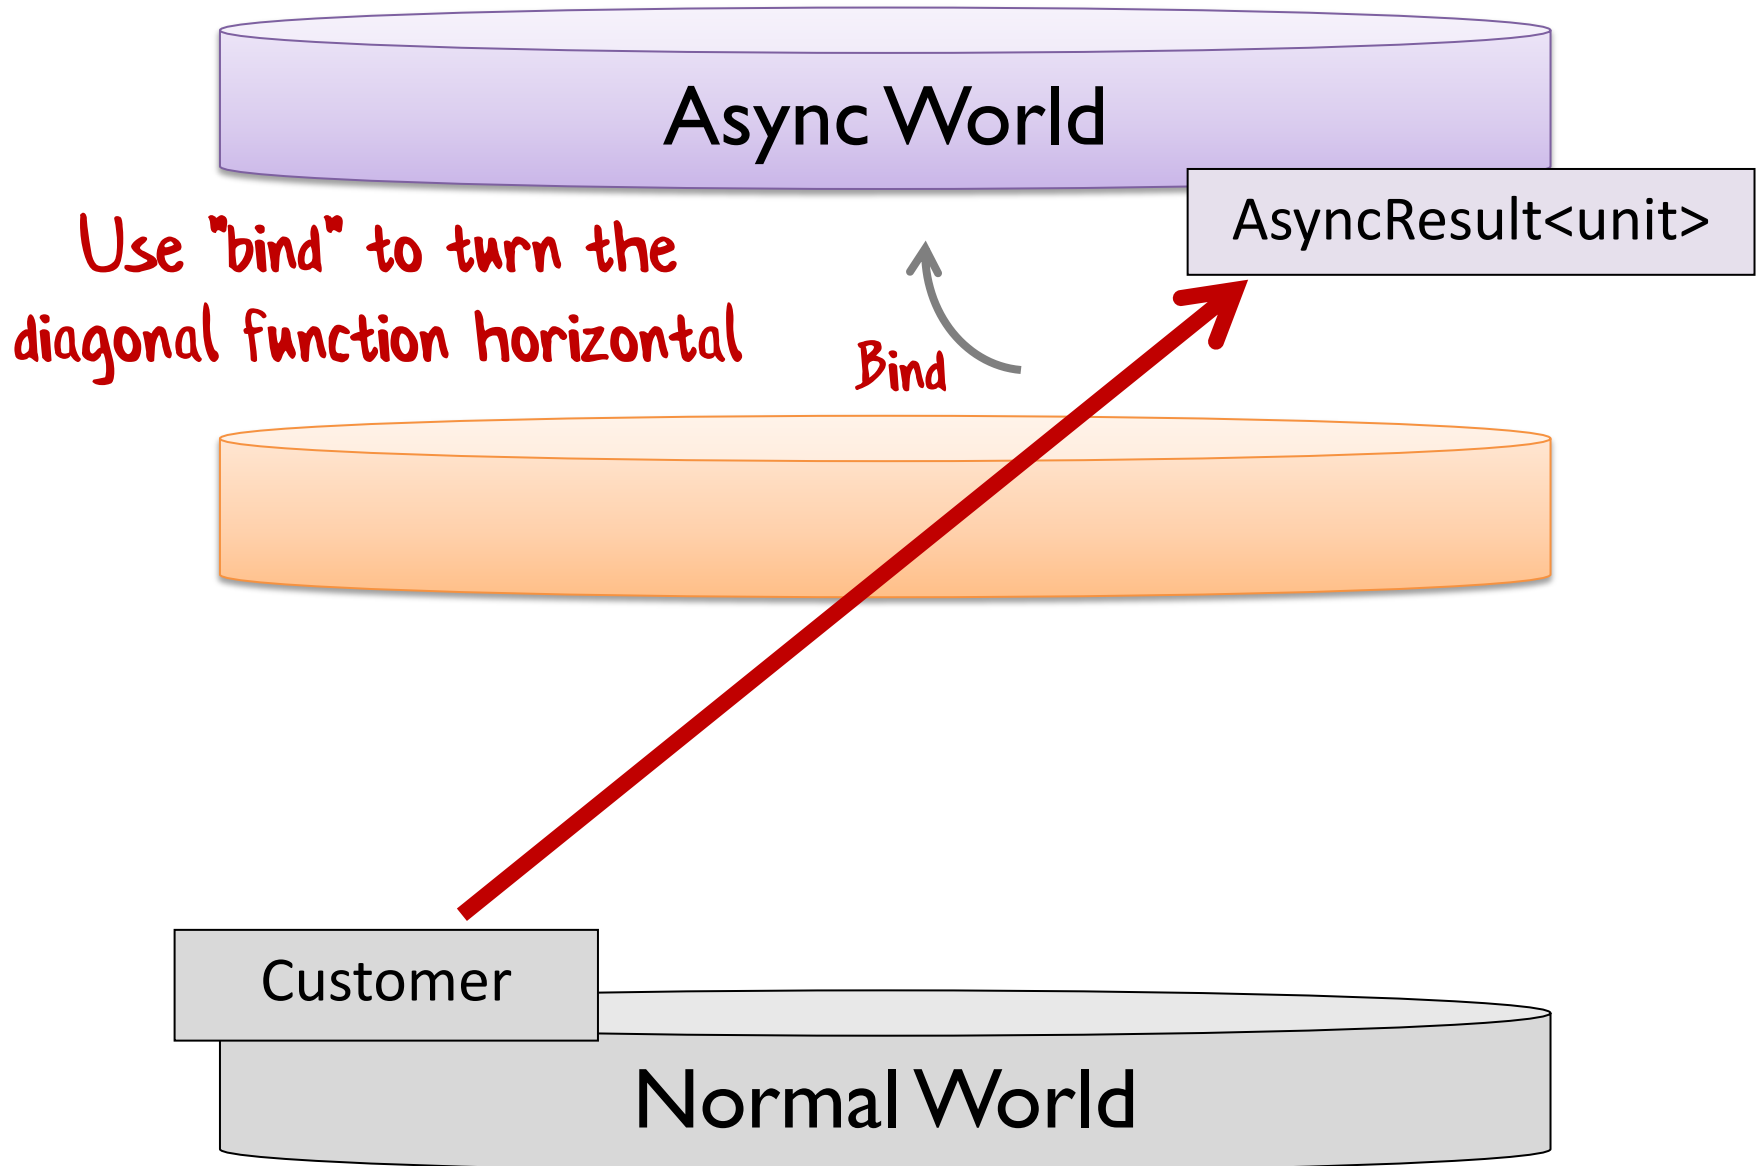 Async World
AsyncResult<unit>
Use "bind" to turn the
diagonal function horizontal
Bind
Customer
Normal World